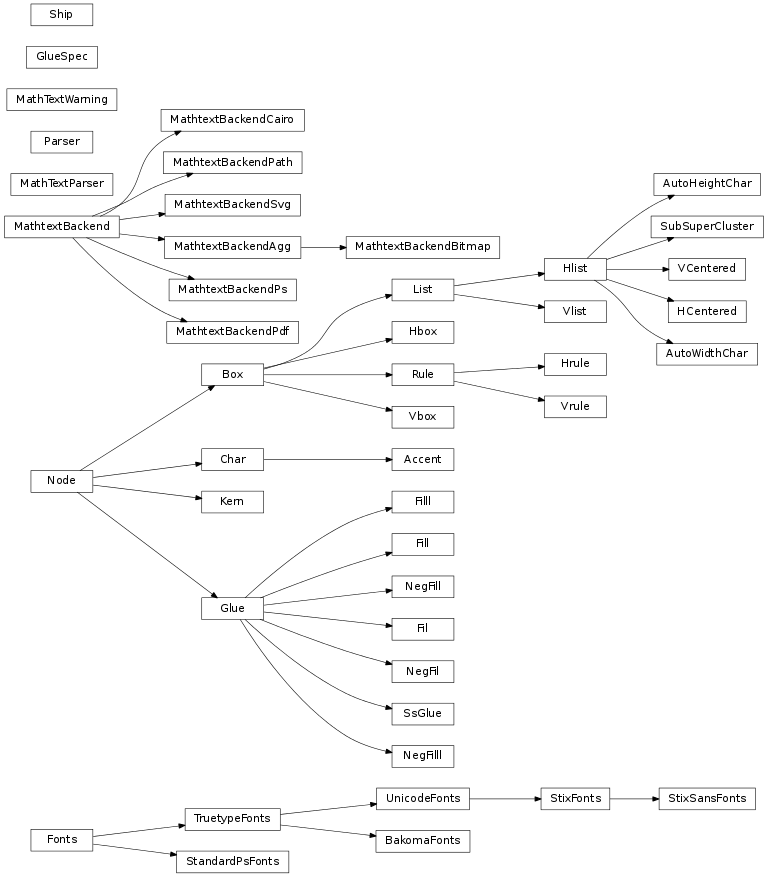 Ship
GlueSpec
MathTextWarning
Parser
MathTextParser
MathtextBackend
MathtextBackendCairo
MathtextBackendPath
MathtextBackendSvg
MathtextBackendAgg
MathtextBackendBitmap
MathtextBackendPs
MathtextBackendPdf
AutoHeightChar
SubSuperCluster
VCentered
HCentered
AutoWidthChar
Hlist
Vlist
List
Hbox
Box
Rule
Hrule
Vrule
Vbox
Char
Accent
Node
Kern
Filll
Fill
NegFill
Glue
Fil
NegFil
SsGlue
NegFilll
UnicodeFonts
StixFonts
StixSansFonts
TruetypeFonts
BakomaFonts
Fonts
StandardPsFonts